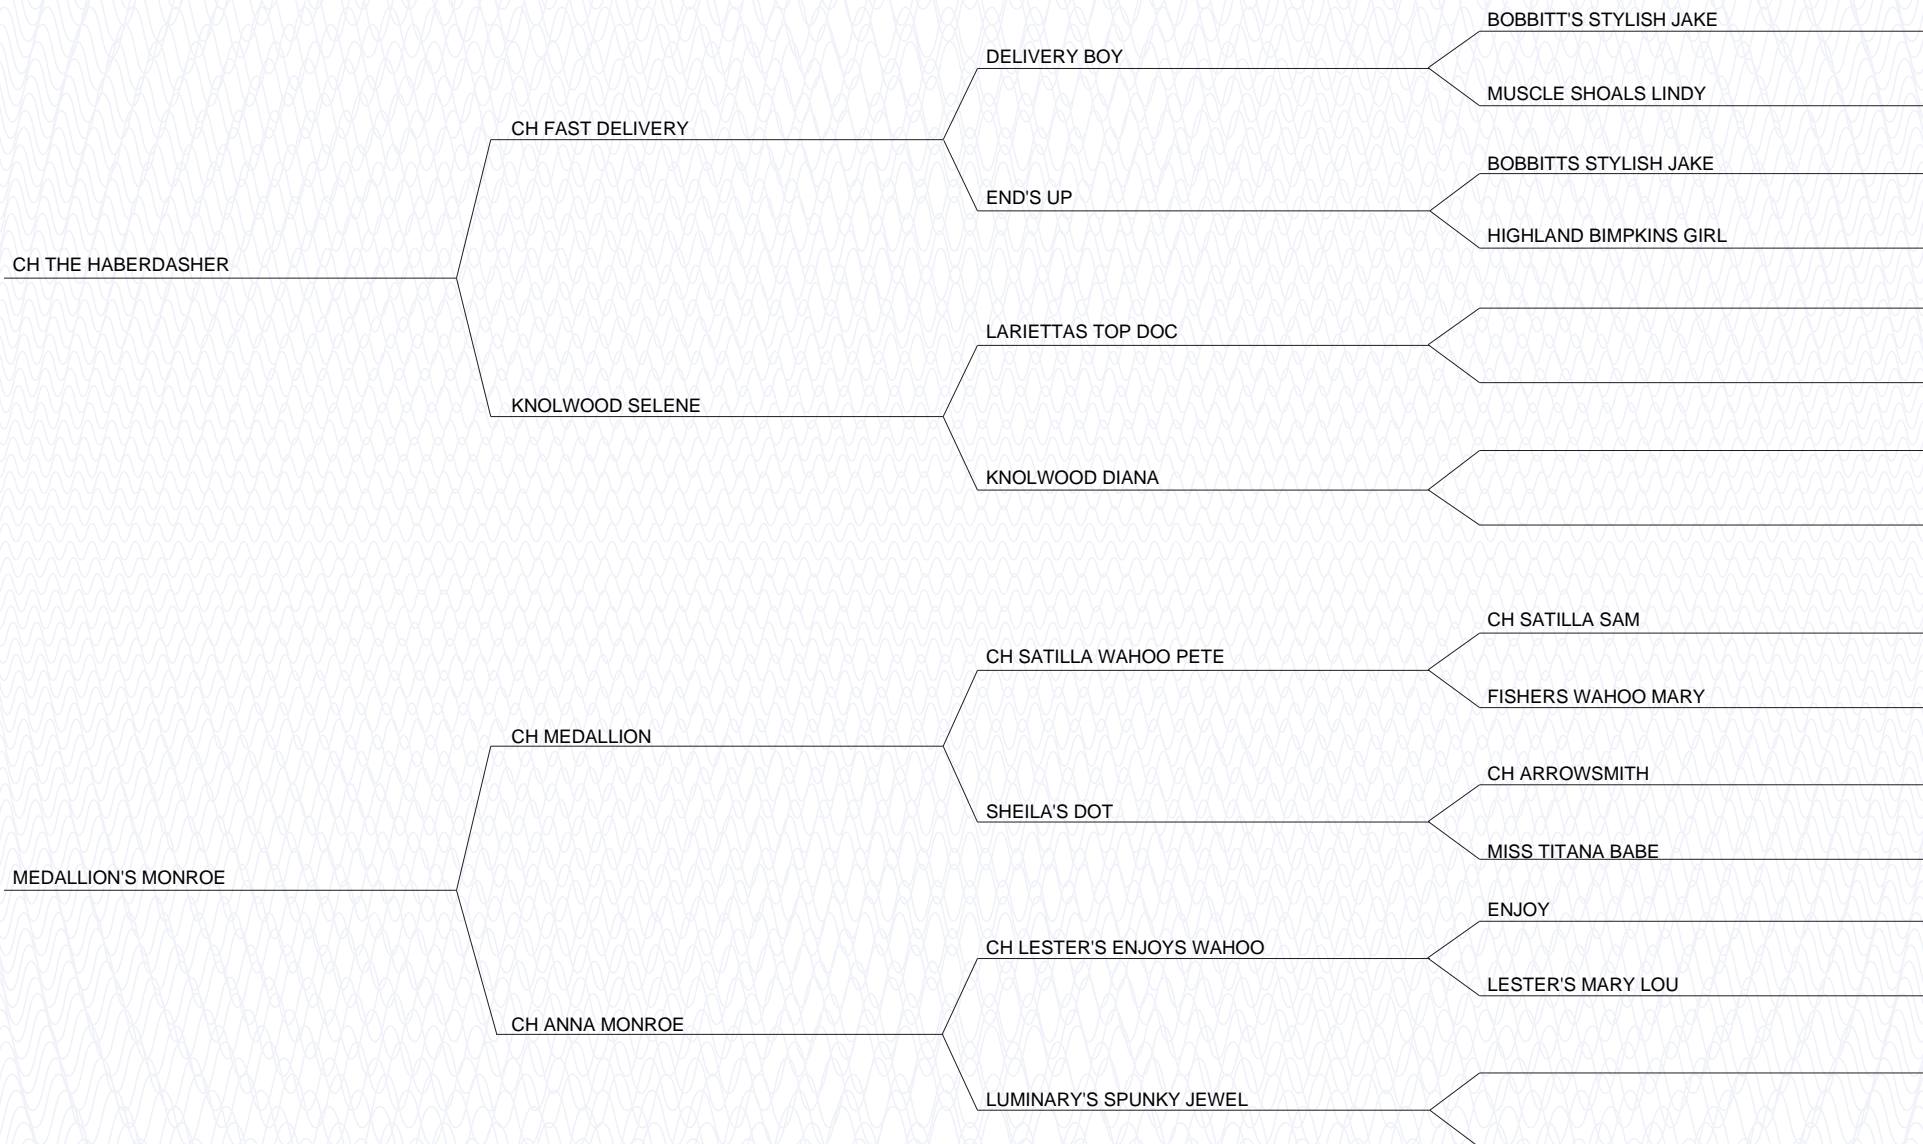 BOBBITT'S STYLISH JAKE
DELIVERY BOY
MUSCLE SHOALS LINDY
CH FAST DELIVERY
BOBBITTS STYLISH JAKE
END'S UP
HIGHLAND BIMPKINS GIRL
CH THE HABERDASHER
LARIETTAS TOP DOC
KNOLWOOD SELENE
KNOLWOOD DIANA
CH SATILLA SAM
CH SATILLA WAHOO PETE
FISHERS WAHOO MARY
CH MEDALLION
CH ARROWSMITH
SHEILA'S DOT
MISS TITANA BABE
MEDALLION'S MONROE
ENJOY
CH LESTER'S ENJOYS WAHOO
LESTER'S MARY LOU
CH ANNA MONROE
LUMINARY'S SPUNKY JEWEL